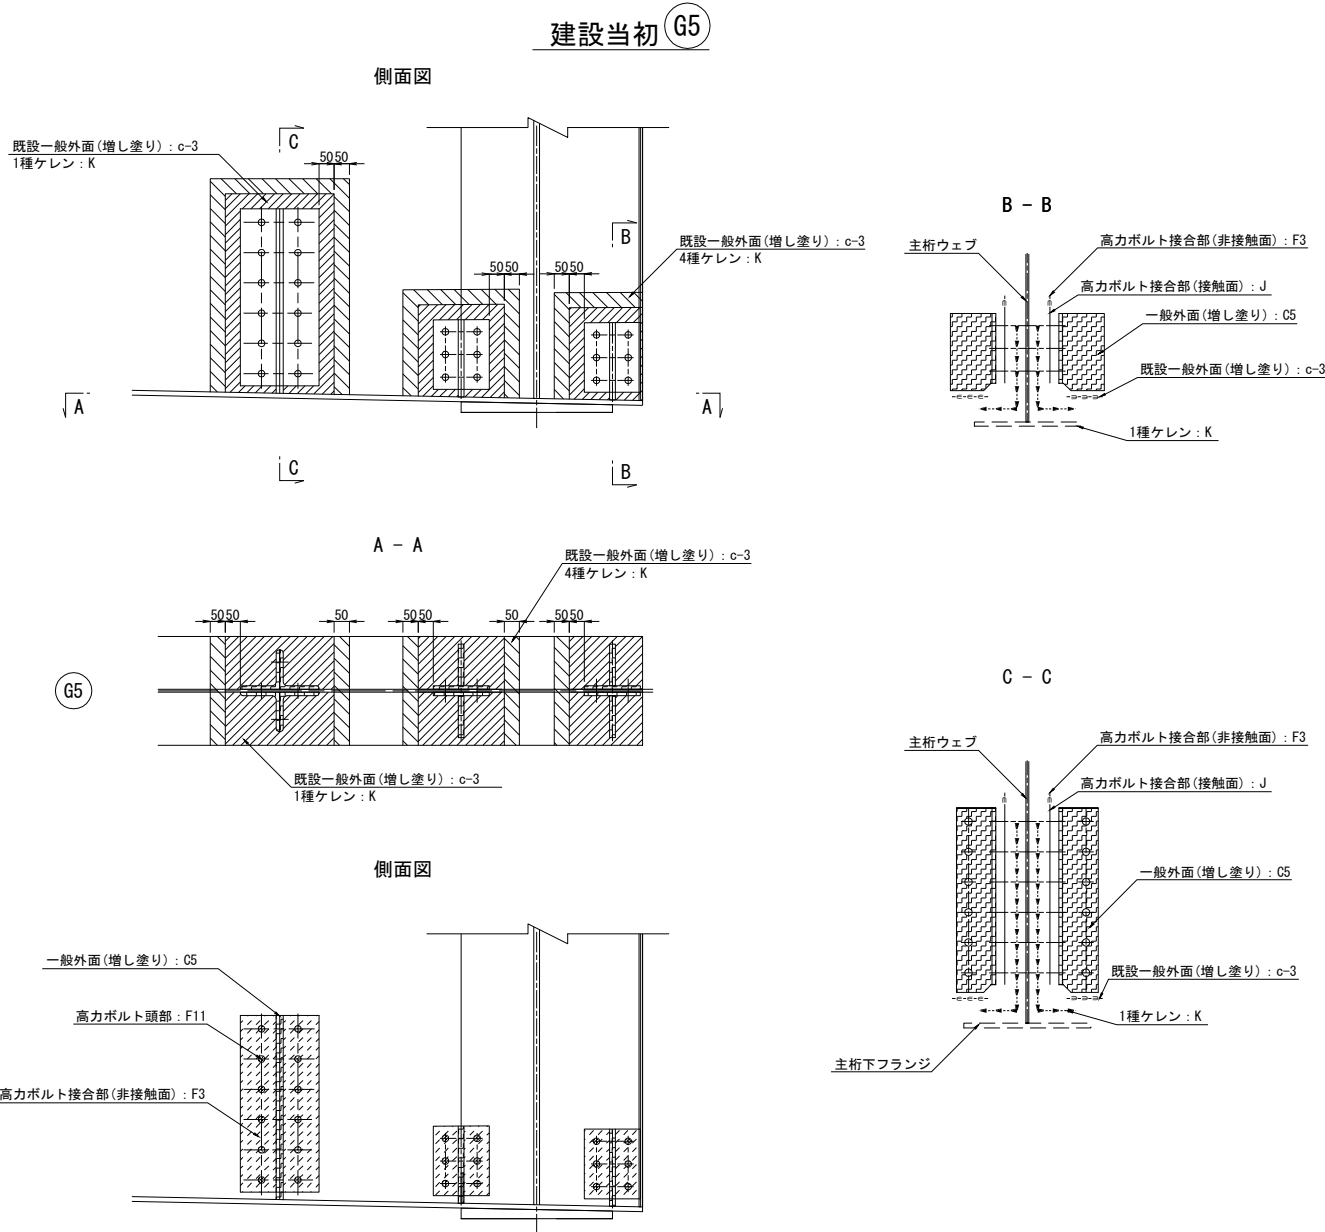 建設当初 G5
側面図
既設一般外面(増し塗り):c-3
1種ケレン:K
C
5050
B
既設一般外面(増し塗り):c-3
4種ケレン:K
5050
5050
A
A
C
B
A - A
既設一般外面(増し塗り):c-3
4種ケレン:K
5050
50
5050
50
5050
G5
既設一般外面(増し塗り):c-3
1種ケレン:K
側面図
一般外面(増し塗り):C5
高力ボルト頭部:F11
高力ボルト接合部(非接触面):F3
B - B
主桁ウェブ
高力ボルト接合部(非接触面):F3
高力ボルト接合部(接触面):J
一般外面(増し塗り):C5
既設一般外面(増し塗り):c-3
1種ケレン:K
C - C
主桁ウェブ
高力ボルト接合部(非接触面):F3
高力ボルト接合部(接触面):J
一般外面(増し塗り):C5
既設一般外面(増し塗り):c-3
1種ケレン:K
主桁下フランジ